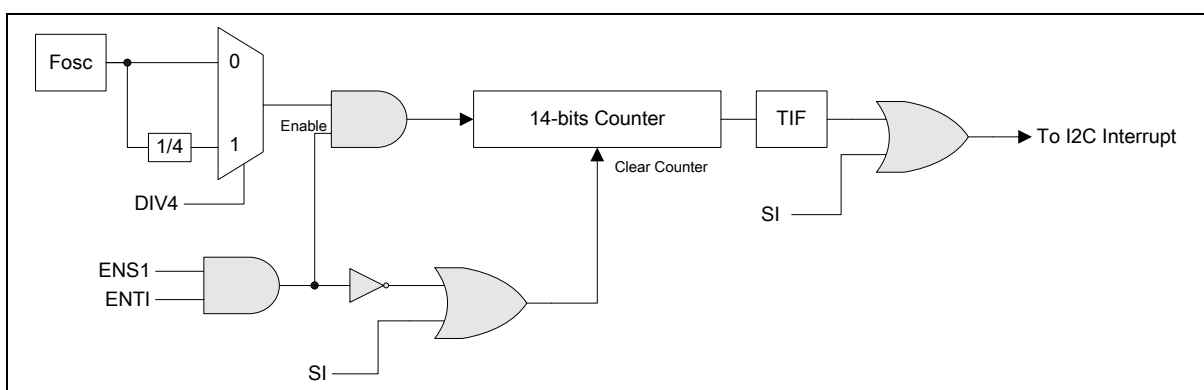 Fosc
0
1/4
1
DIV4
Enable
14-bits Counter
Clear Counter
TIF
SI
To I2C Interrupt
ENS1
ENTI
SI